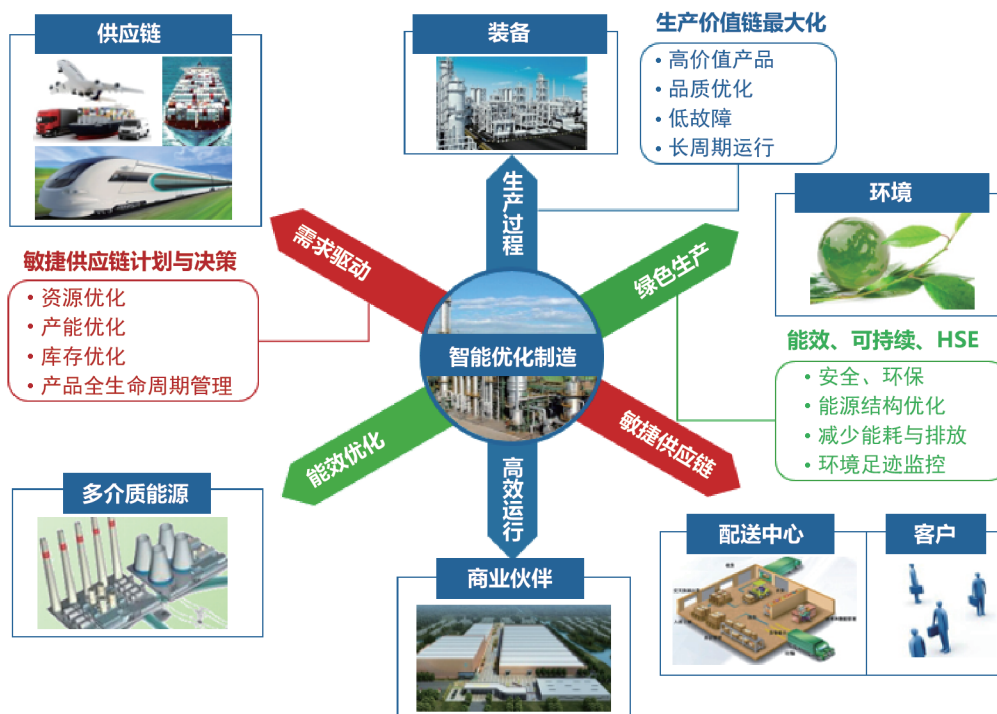 供应链
装备
生产价值链最大化
• 高价值产品
• 品质优化
• 低故障
• 长周期运行
环境
生产过程
需求驱动
绿色生产
敏捷供应链计划与决策
• 资源优化
• 产能优化
• 库存优化
• 产品全生命周期管理
智能优化制造
能效、可持续、HSE
• 安全、环保
• 能源结构优化
• 减少能耗与排放
• 环境足迹监控
能效优化
高效运行
敏捷供应链
多介质能源
商业伙伴
配送中心
客户